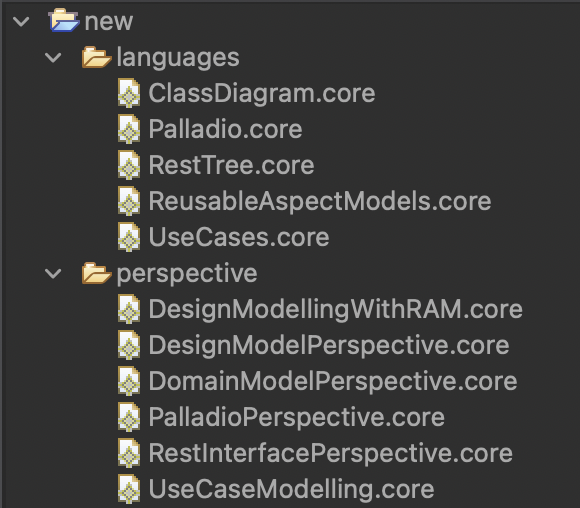 new
languages
ClassDiagram.core
Palladio.core
RestTree.core
ReusableAspectModels.core
UseCases.core
perspective
DesignModellingWithRAM.core
DesignModelPerspective.core
DomainModelPerspective.core
PalladioPerspective.core
RestInterfacePerspective.core
UseCaseModelling.core